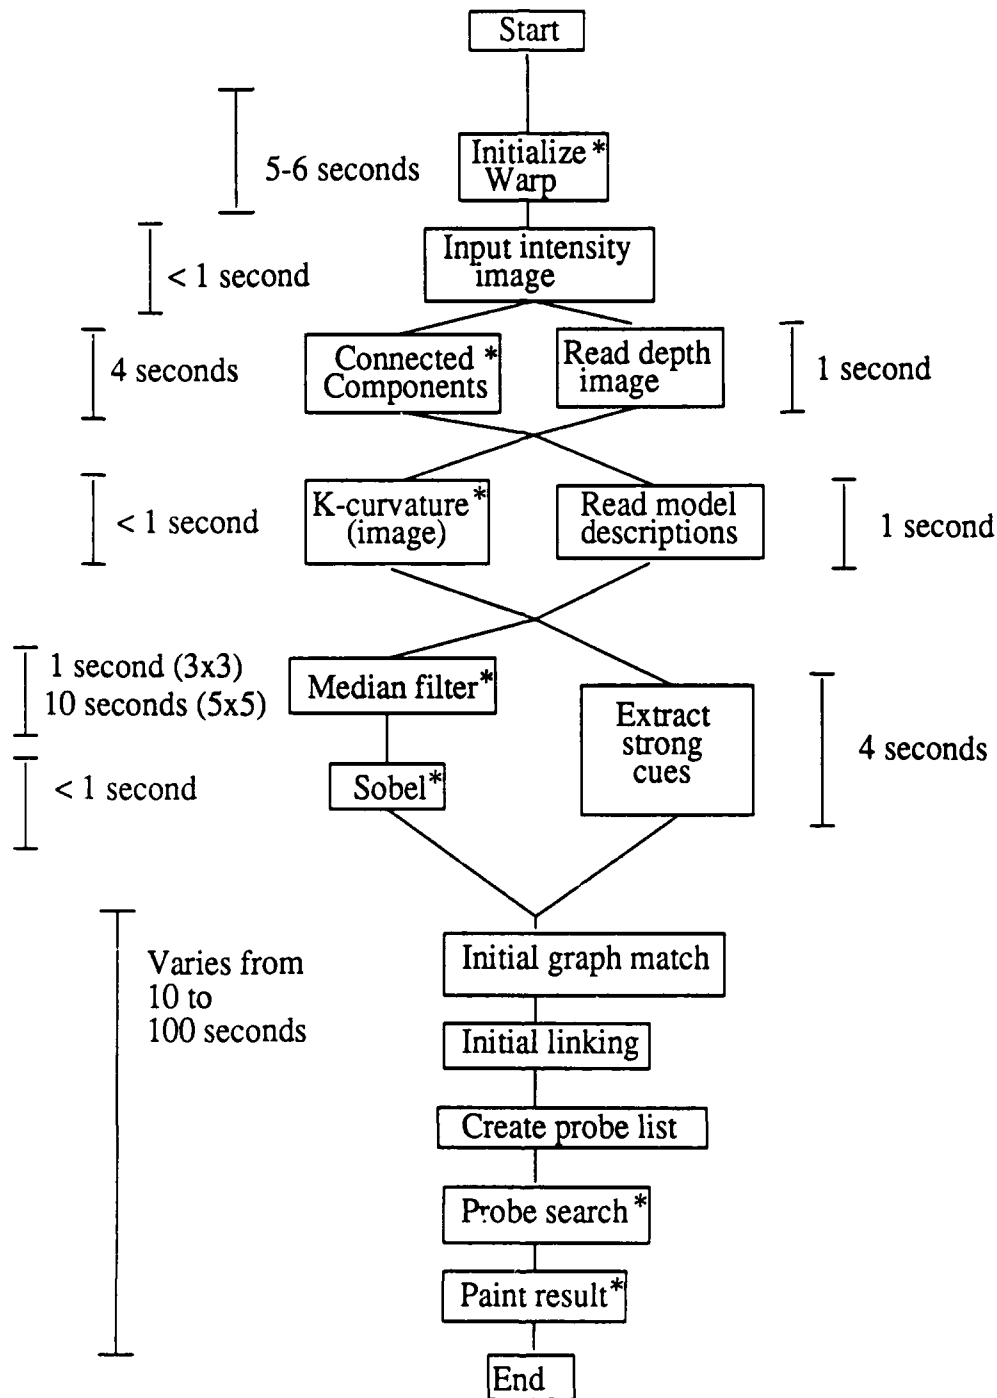 Start
5-6 seconds
Initialize*
Warp
Input intensity
image
< 1 second
Connected*
Components
4 seconds
Read depth
image
1 second
K-curvature*
(image)
< 1 second
Read model
descriptions
1 second
1 second (3x3)
10 seconds (5x5)
Median filter*
Extract
strong
cues
4 seconds
< 1 second
Sobel*
Varies from
10 to
100 seconds
Initial graph match
Initial linking
Create probe list
Probe search*
Paint result*
End